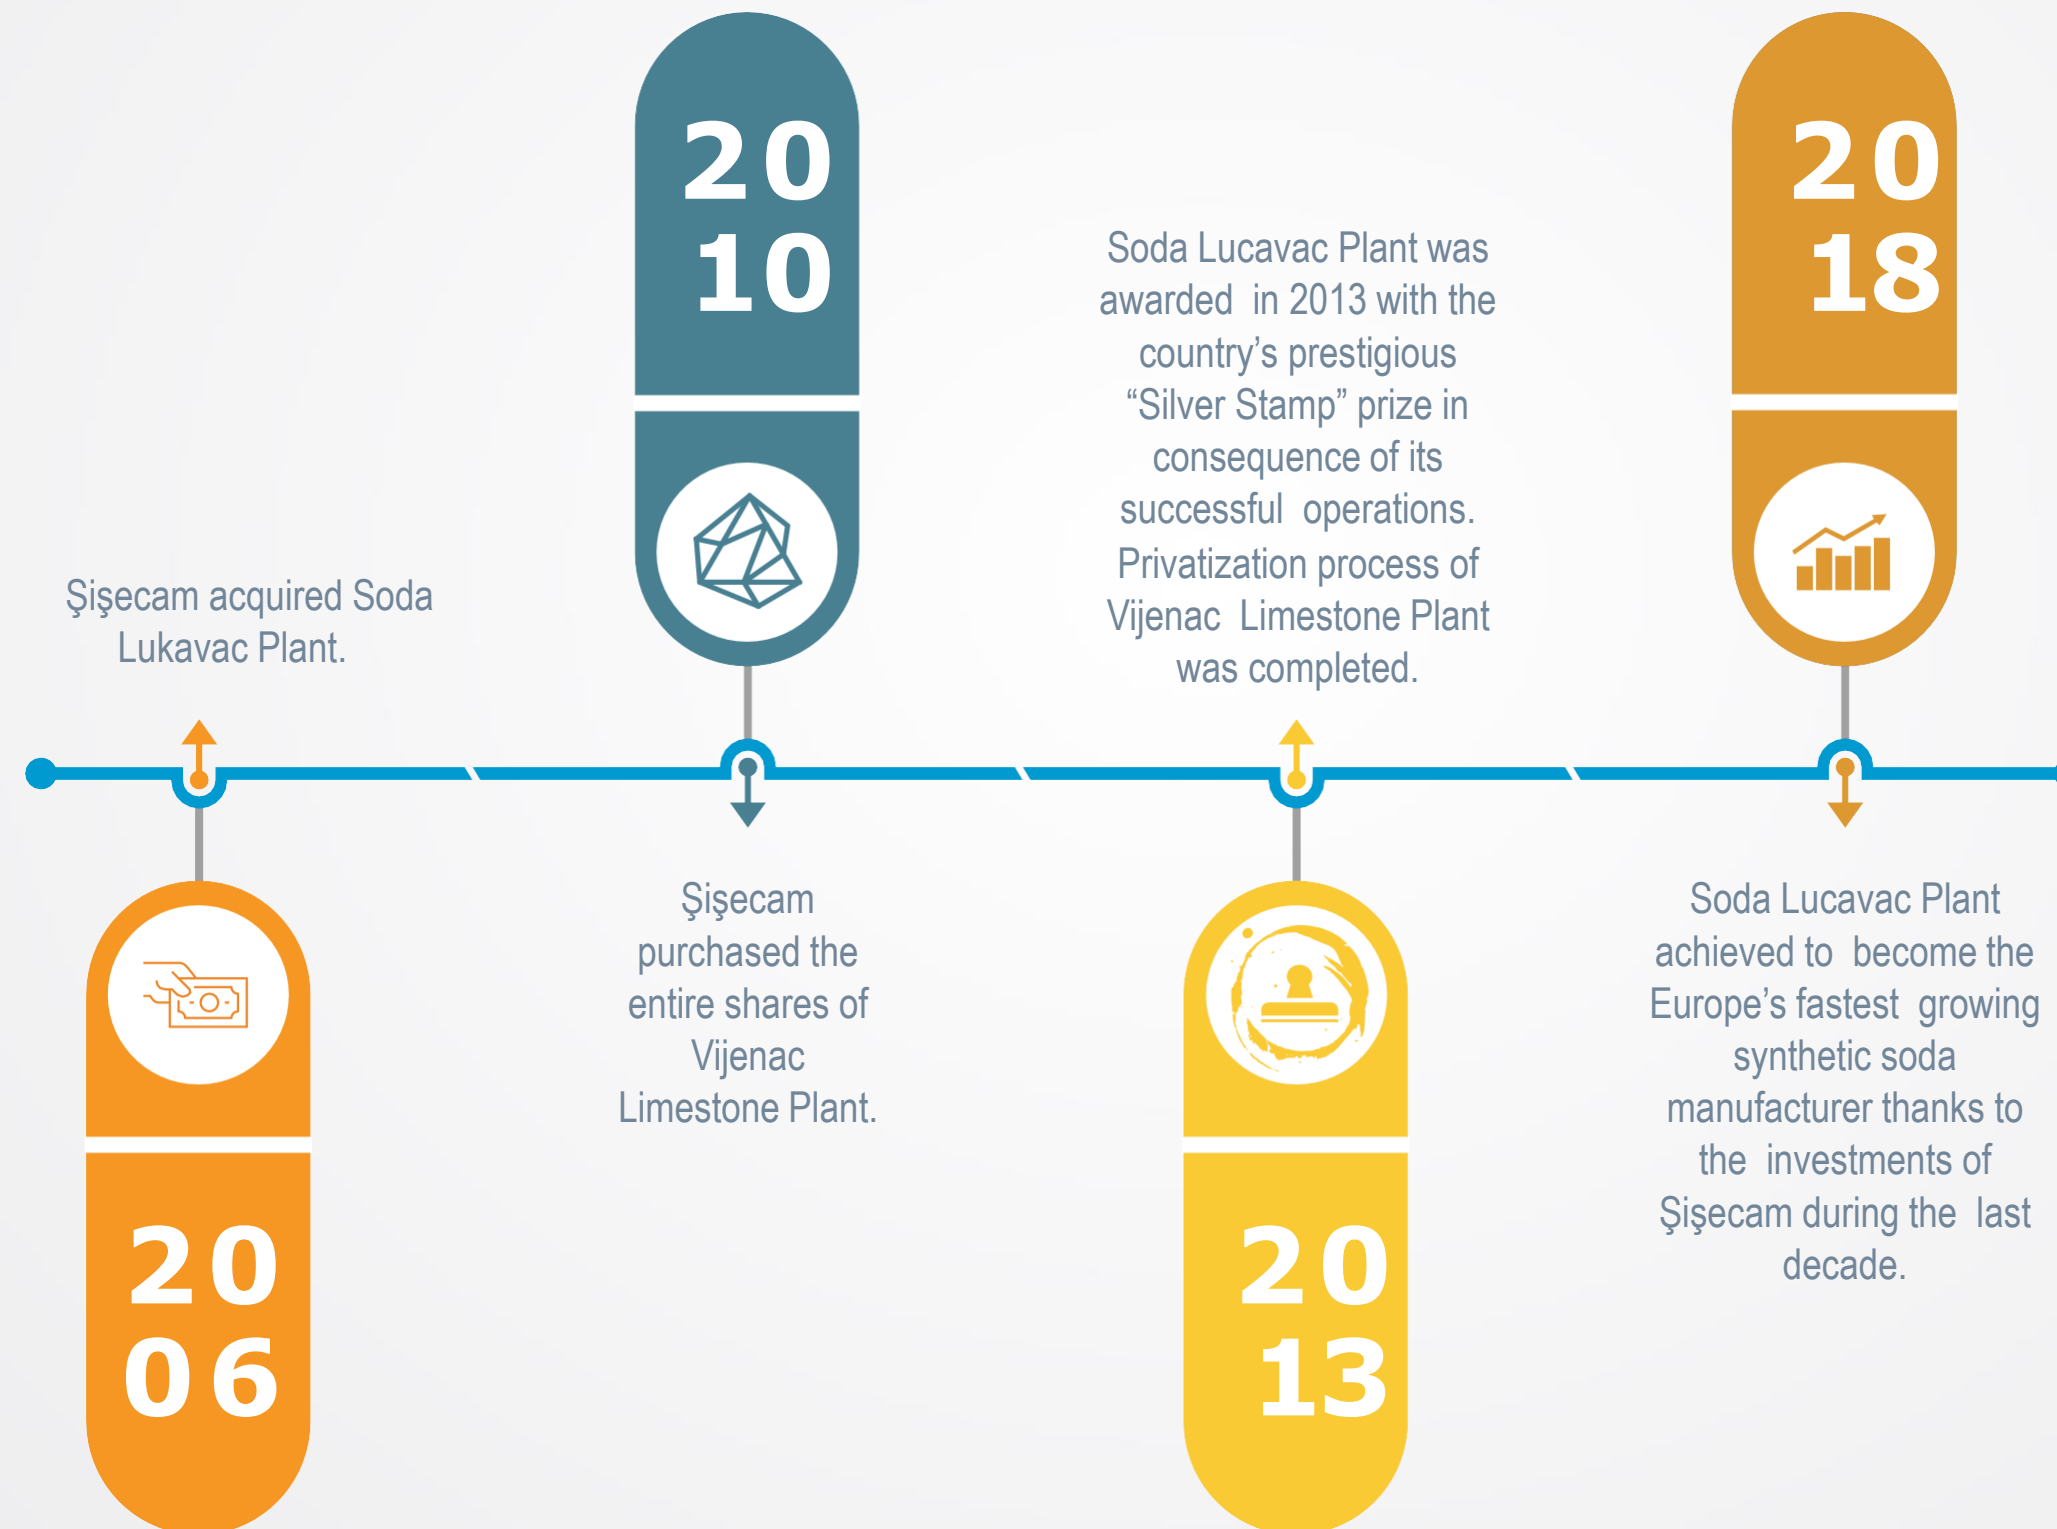 Şişecam acquired Soda
Lukavac Plant.
20
06
20
10
Şişecam
purchased the
entire shares of
Vijenac
Limestone Plant.
Soda Lucavac Plant was
awarded in 2013 with the
country’s prestigious
“Silver Stamp” prize in
consequence of its
successful operations.
Privatization process of
Vijenac Limestone Plant
was completed.
20
13
20
18
Soda Lucavac Plant
achieved to become the
Europe’s fastest growing
synthetic soda
manufacturer thanks to
the investments of
Şişecam during the last
decade.